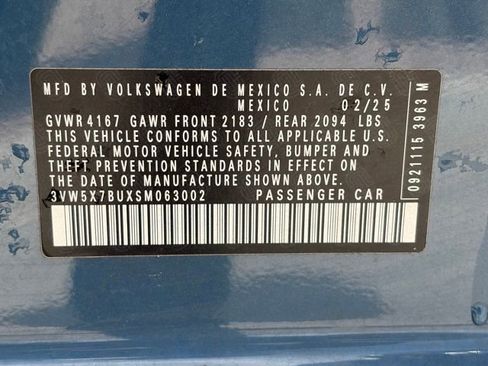 MFD BY VOLKSWAGEN DE MEXICO S.A. DE C.V.
MEXICO 02/25
GVWR 4167 GAWR FRONT 2183 / REAR 2094 LBS
THIS VEHICLE CONFORMS TO ALL APPLICABLE U.S.
FEDERAL MOTOR VEHICLE SAFETY, BUMPER AND
THEFT PREVENTION STANDARDS IN EFFECT ON
THE DATE OF MANUFACTURE SHOWN ABOVE.
3VW5X7BUXSM063002 PASSENGER CAR
0921115 3963 M